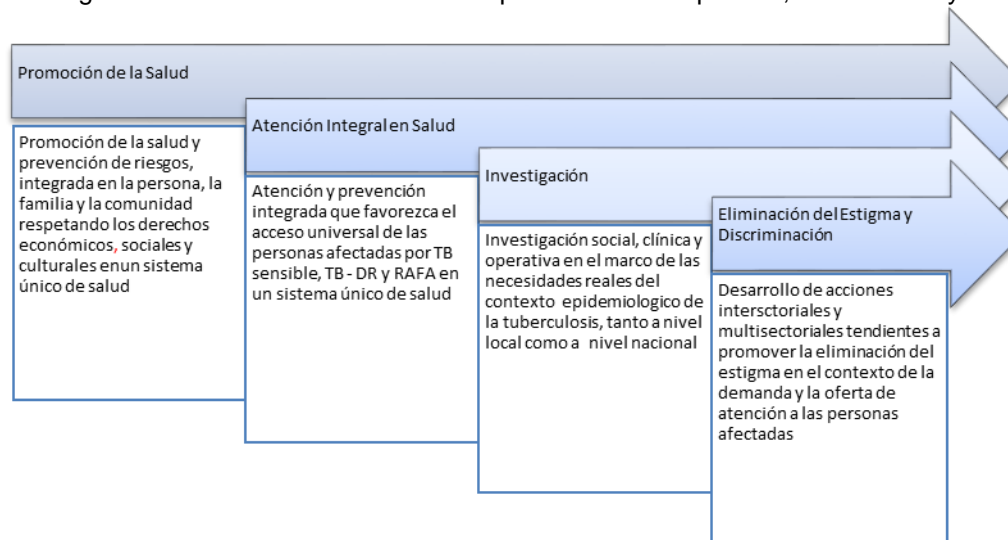 Promoción de la Salud
Promoción de la salud y
prevención de riesgos,
integrada en la persona, la
familia y la comunidad
respetando los derechos
económicos, sociales y
culturales enun sistema
único de salud
Atención Integral en Salud
Atención y prevención
integrada que favorezca el
acceso universal de las
personas afectadas por TB
sensible, TB - DR y RAFA en
un sistema único de salud
Investigación
Investigación social, clínica y
operativa en el marco de las
necesidades reales del
contexto epidemiologico de
la tuberculosis, tanto a nivel
local como a nivel nacional
Eliminación del Estigma y
Discriminación
Desarrollo de acciones
intersctoriales y
multisectoriales tendientes a
promover la eliminación del
estigma en el contexto de la
demanda y la oferta de
atención a las personas
afectadas